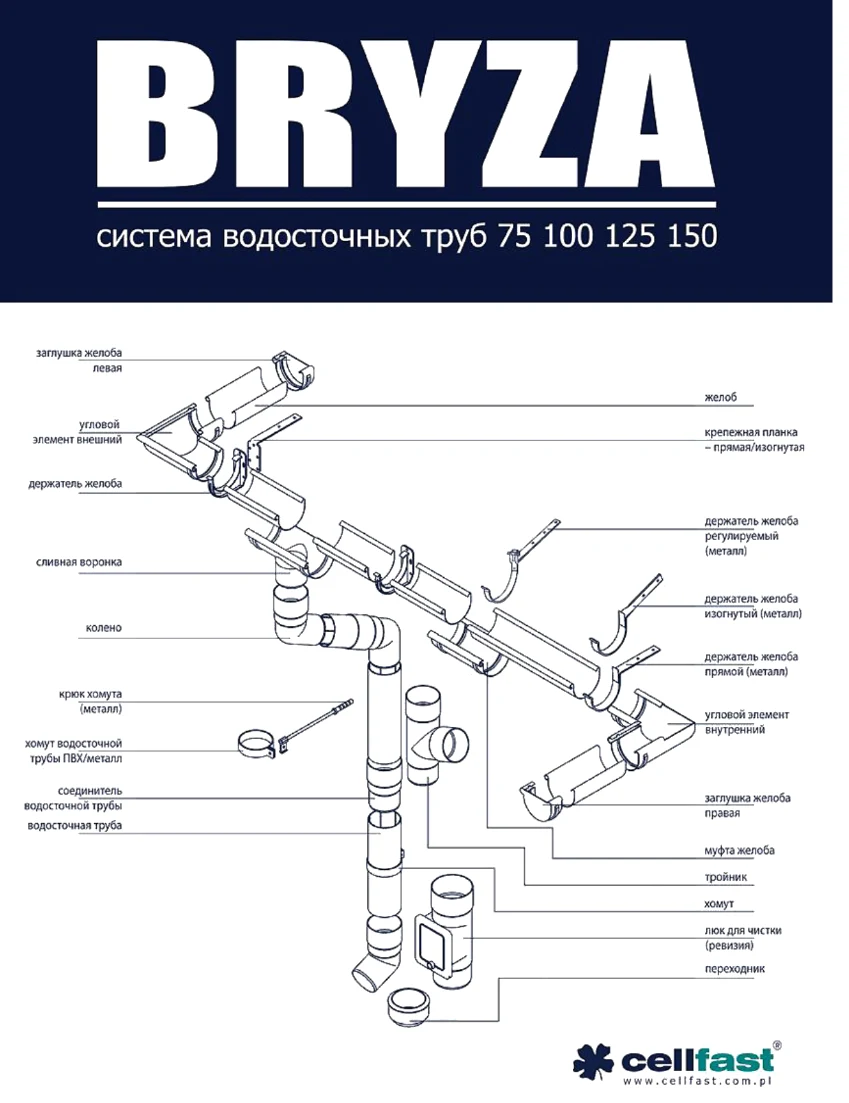 BRYZA
система водосточных труб 75 100 125 150
заглушка желоба
левая
угловой
элемент внешний
держатель желоба
сливная воронка
колено
крюк хомута
(металл)
хомут водосточной
трубы ПВХ/металл
соединитель
водосточной трубы
водосточная труба
желоб
крепежная планка
– прямая/изогнутая
держатель желоба
регулируемый
(металл)
держатель желоба
изогнутый (металл)
держатель желоба
прямой (металл)
угловой элемент
внутренний
заглушка желоба
правая
муфта желоба
тройник
хомут
люк для чистки
(ревизия)
переходник
cellfast®
www.cellfast.com.pl